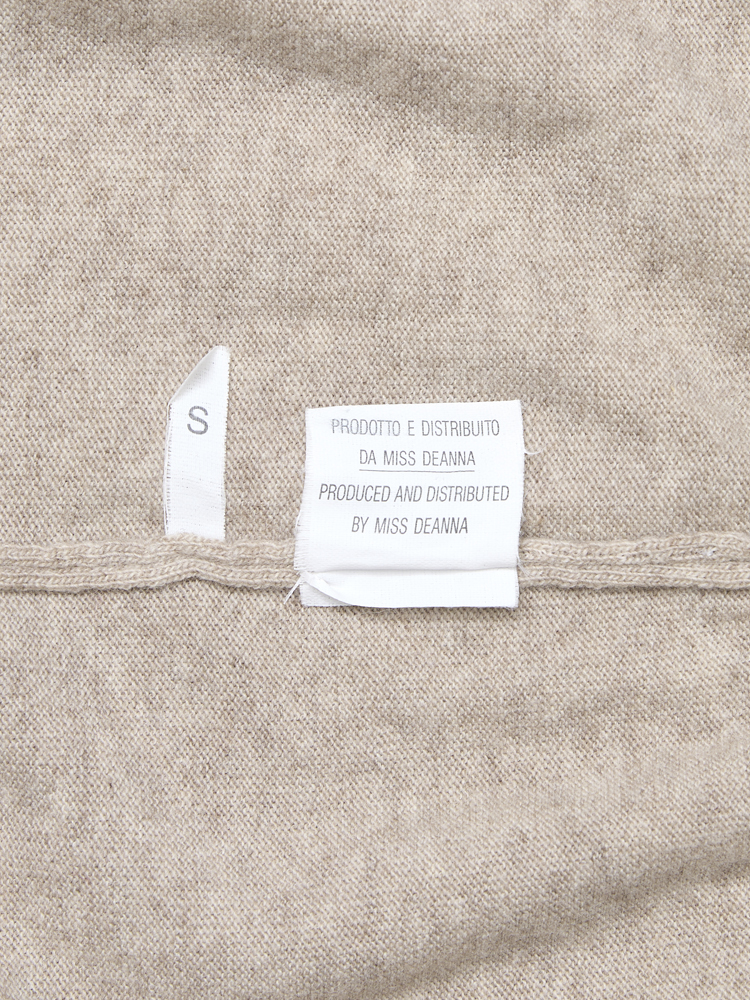 S
PRODOTTO E DISTRIBUITO
DA MISS DEANNA
PRODUCED AND DISTRIBUTED
BY MISS DEANNA